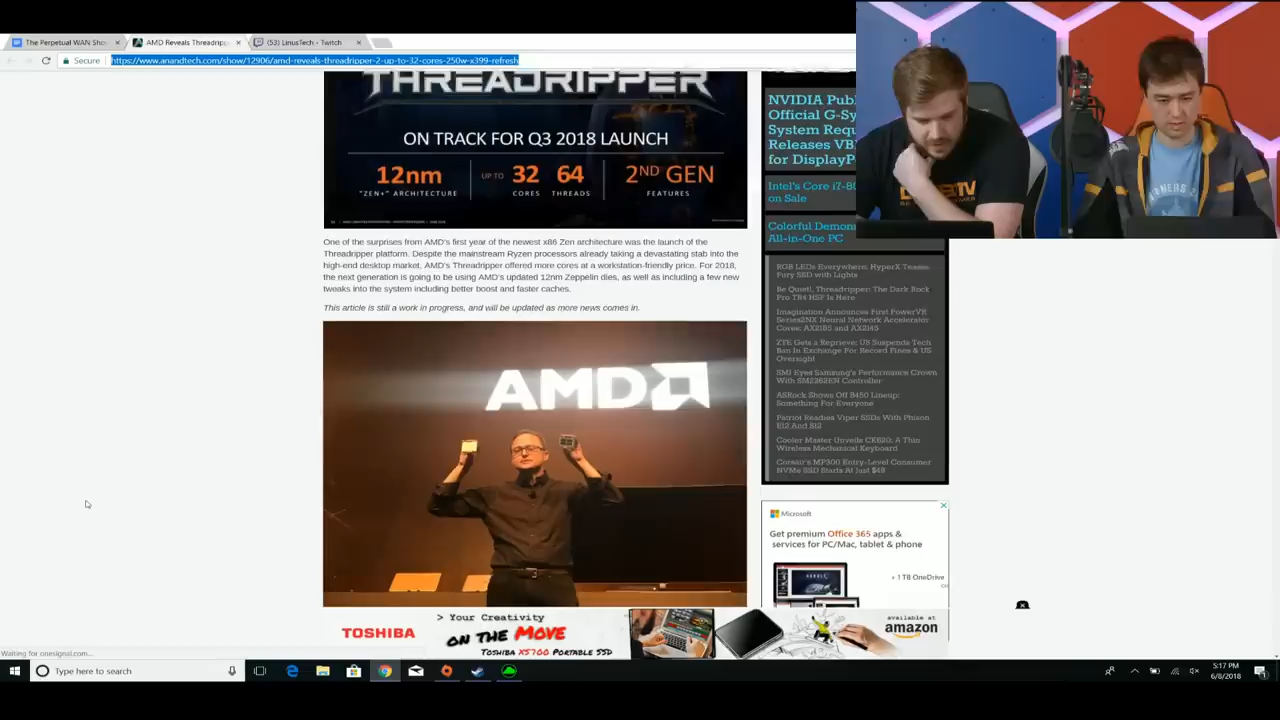 The Perpetual WAN Sho
AMD Reveals Threadripp
(53) LinusTech - Twitch
Secure
https://www.anandtech.com/show/12906/amd-reveals-threadripper-2-up-to-32-cores-250w-x399-refresh
THREADRIPPER
ON TRACK FOR Q3 2018 LAUNCH
12nm
"ZEN+" ARCHITECTURE
UP TO 32 CORES
64 THREADS
2ND GEN
FEATURES
One of the surprises from AMD's first year of the newest x86 Zen architecture was the launch of the
Threadripper platform. Despite the mainstream Ryzen processors already taking a devastating stab into the
high-end desktop market, AMD's Threadripper offered more cores at a workstation-friendly price. For 2018,
the next generation is going to be using AMD's updated 12nm Zeppelin dies, as well as including a few new
tweaks into the system including better boost and faster caches.
This article is still a work in progress, and will be updated as more news comes in.
AMD
NVIDIA Pub
Official G-Sy
System Requ
Releases VB
for DisplayP
Intel's Core i7-80
on Sale
Colorful Demon
All-in-One PC
RGB LEDs Everywhere: HyperX Teases
Fury SSD with Lights
Be Quiet!, Threadripper: The Dark Rock
Pro TR4 HSF Is Here
Imagination Announces First PowerVR
Series2NX Neural Network Accelerator
Cores: AX2185 and AX2145
ZTE Gets a Reprieve: US Suspends Tech
Ban In Exchange For Record Fines & US
Oversight
SMI Eyes Samsung's Performance Crown
With SM2262EN Controller
ASRock Shows Off B450 Lineup:
Something For Everyone
Patriot Readies Viper SSDs With Phison
E12 And S12
Cooler Master Unveils CK620: A Thin
Wireless Mechanical Keyboard
Corsair's MP300 Entry-Level Consumer
NVMe SSD Starts At Just $48
Microsoft
Get premium Office 365 apps &
services for PC/Mac, tablet & phone
+ 1 TB OneDrive
TOSHIBA
> Your Creativity
ON THE MOVE
TOSHIBA XS700 PORTABLE SSD
available at
amazon
Waiting for onesignal.com...
Type here to search
5:17 PM
6/8/2018